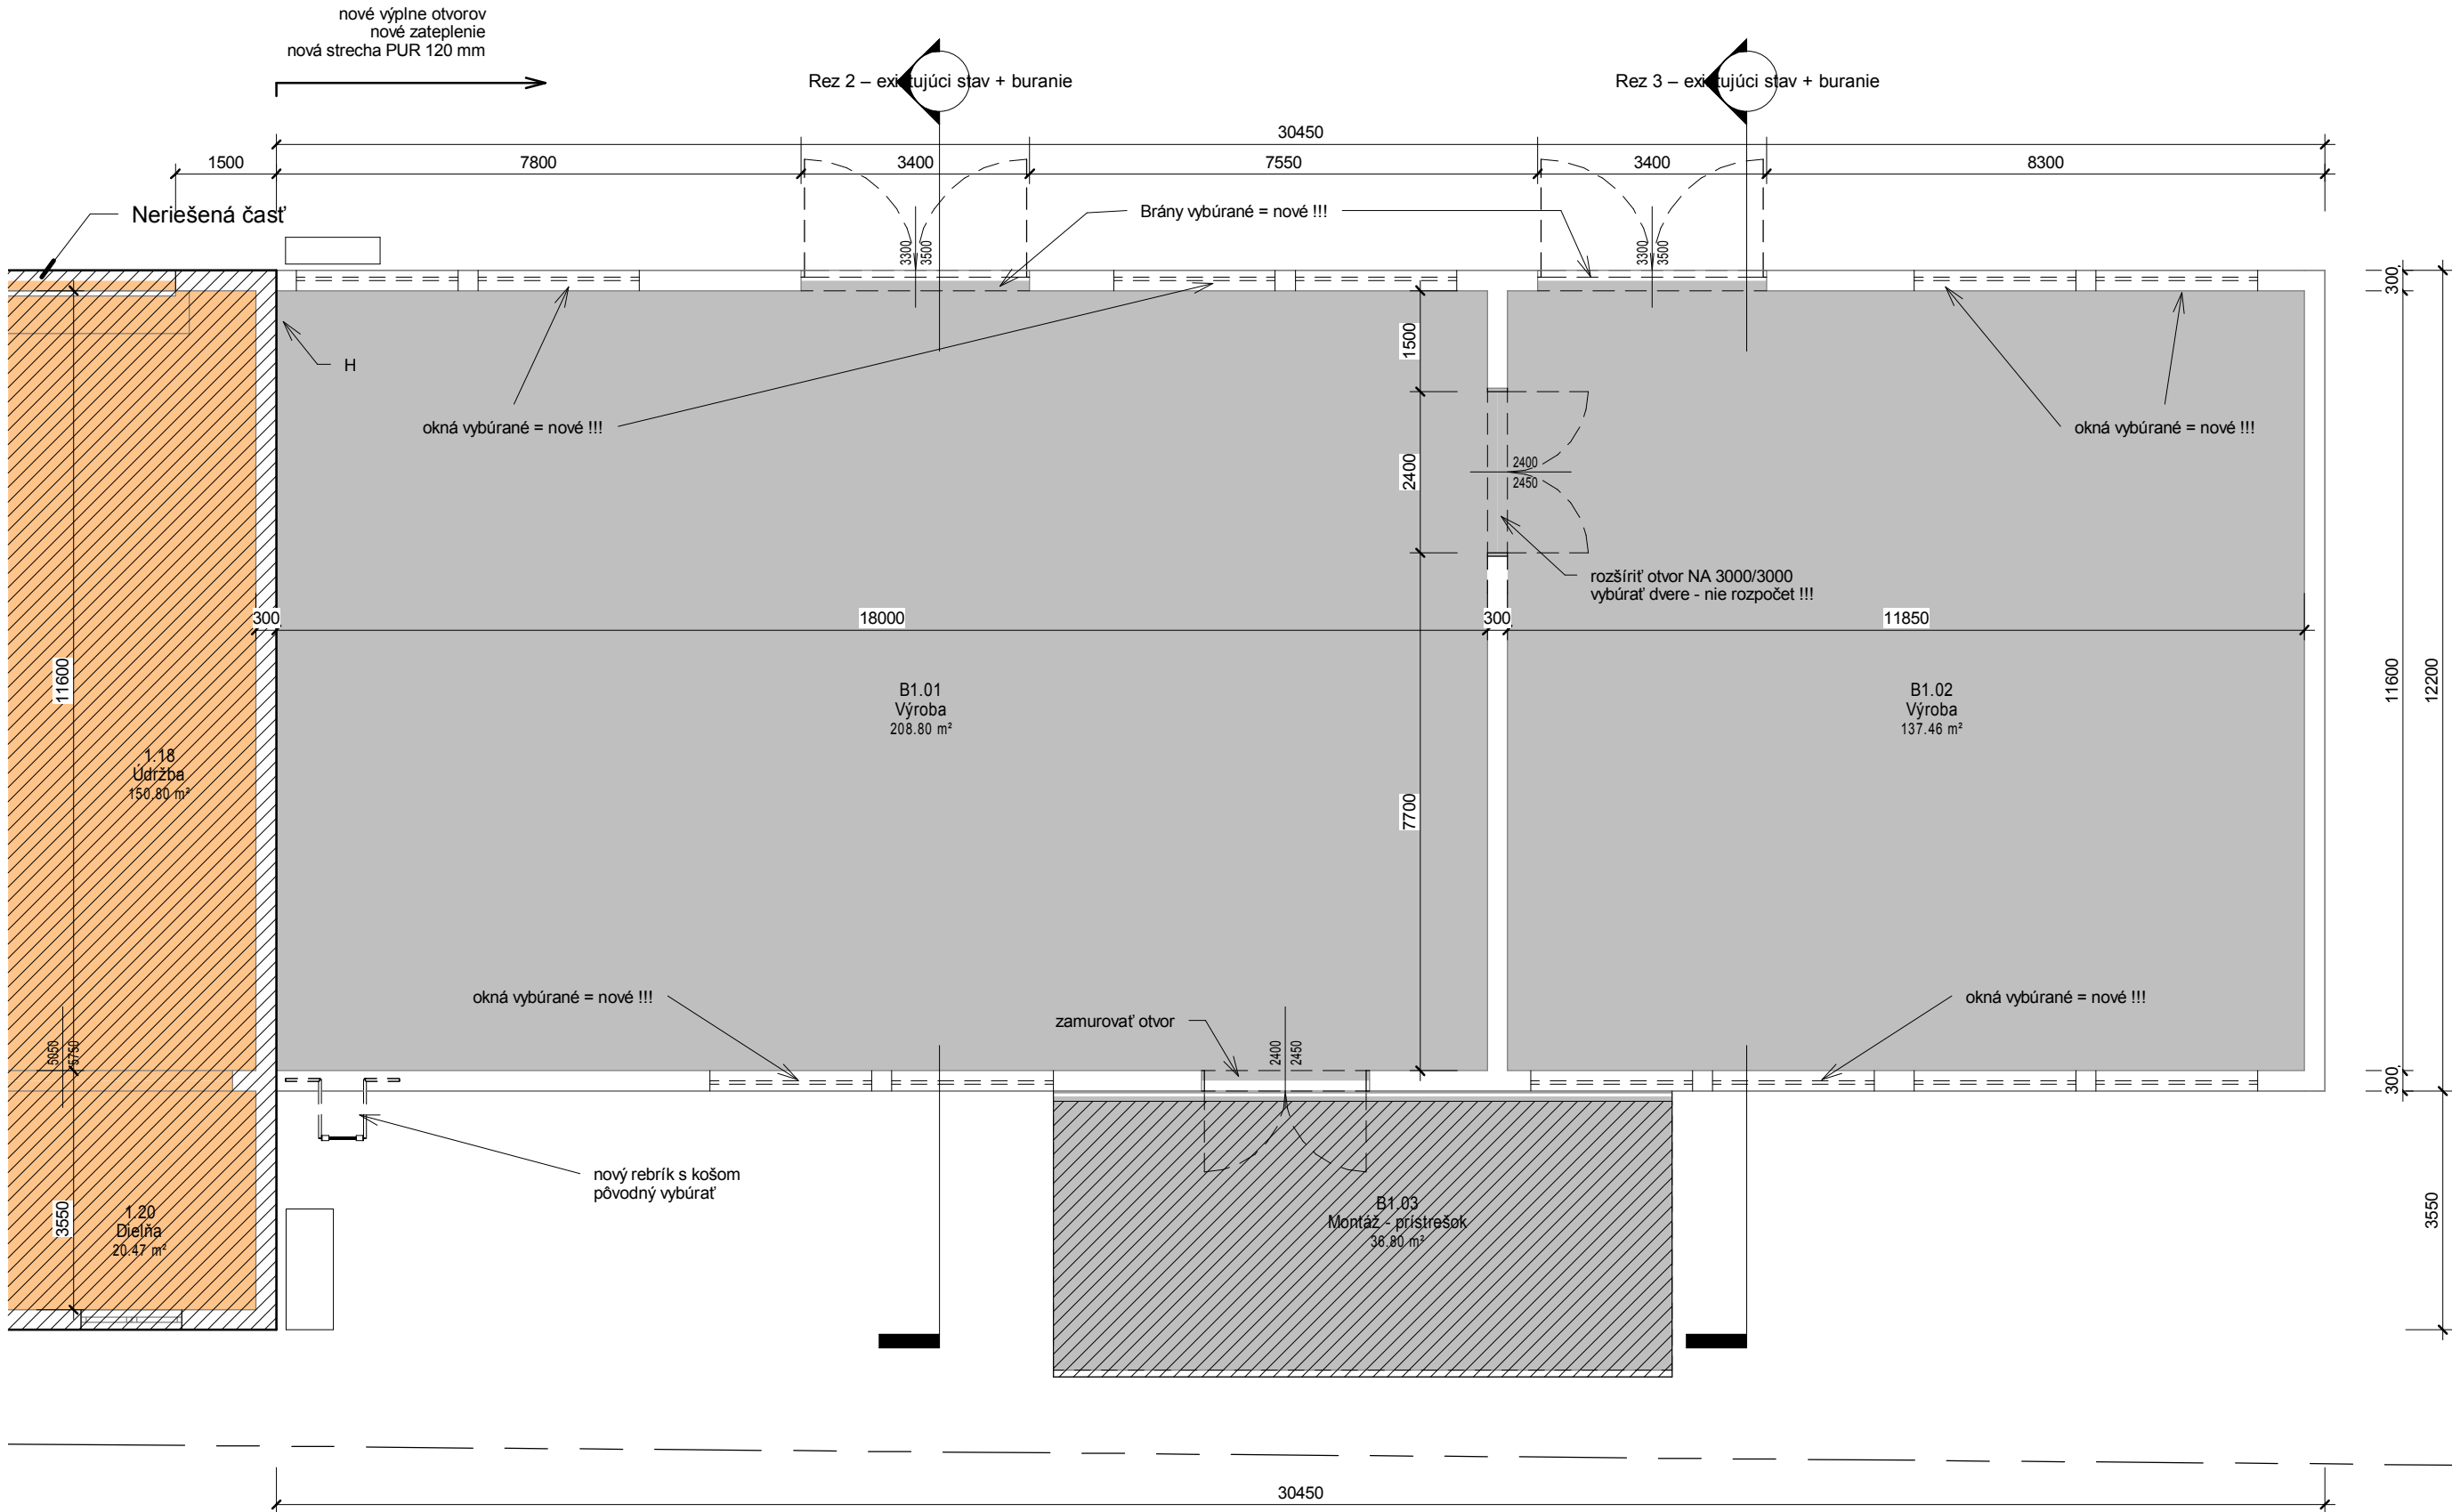 nové výplne otvorov
nové zateplenie
nová strecha PUR 120 mm
Rez 2 – existujúci stav + buranie
Rez 3 – existujúci stav + buranie
30450
1500
7800
3400
7550
3400
8300
Neriešená časť
Brány vybúrané = nové !!!
3300
3500
3300
3500
300
H
1500
okná vybúrané = nové !!!
okná vybúrané = nové !!!
2400
2400
2450
rozšíriť otvor NA 3000/3000
vybúrať dvere - nie rozpočet !!!
300
18000
300
11850
11600
11600
12200
B1.01
Výroba
208.80 m²
B1.02
Výroba
137.46 m²
1.18
Údržba
150.80 m²
7700
okná vybúrané = nové !!!
okná vybúrané = nové !!!
zamurovať otvor
2400
2450
5050
5750
300
nový rebrík s košom
pôvodný vybúrať
3550
1.20
Dielňa
20.47 m²
B1.03
Montáž - prístrešok
36.80 m²
3550
30450